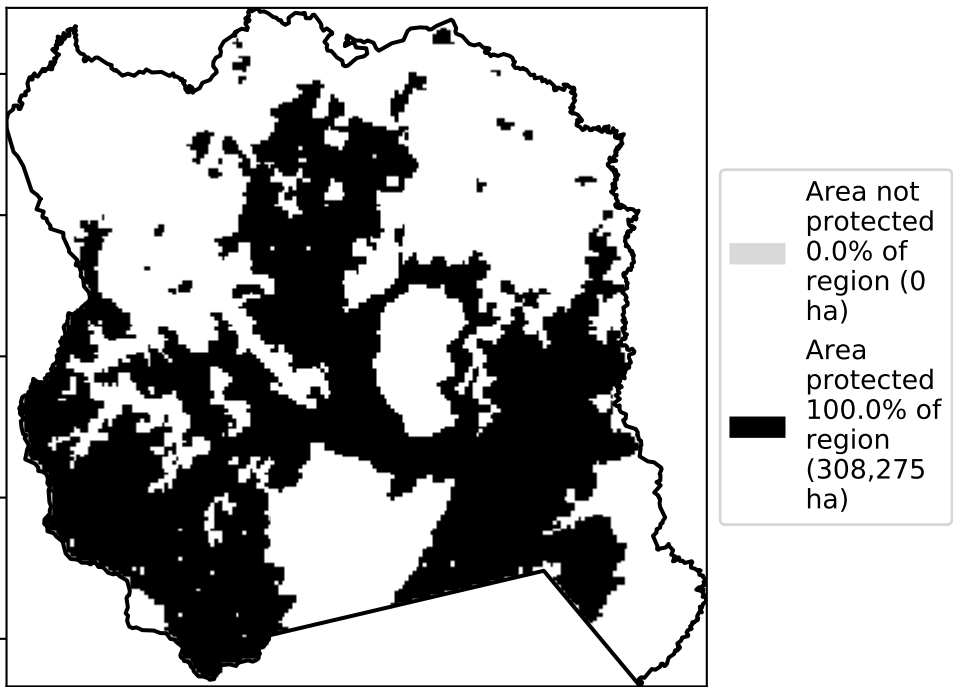 Area not
protected
0.0% of
region (0
ha)
Area
protected
100.0% of
region
(308,275
ha)